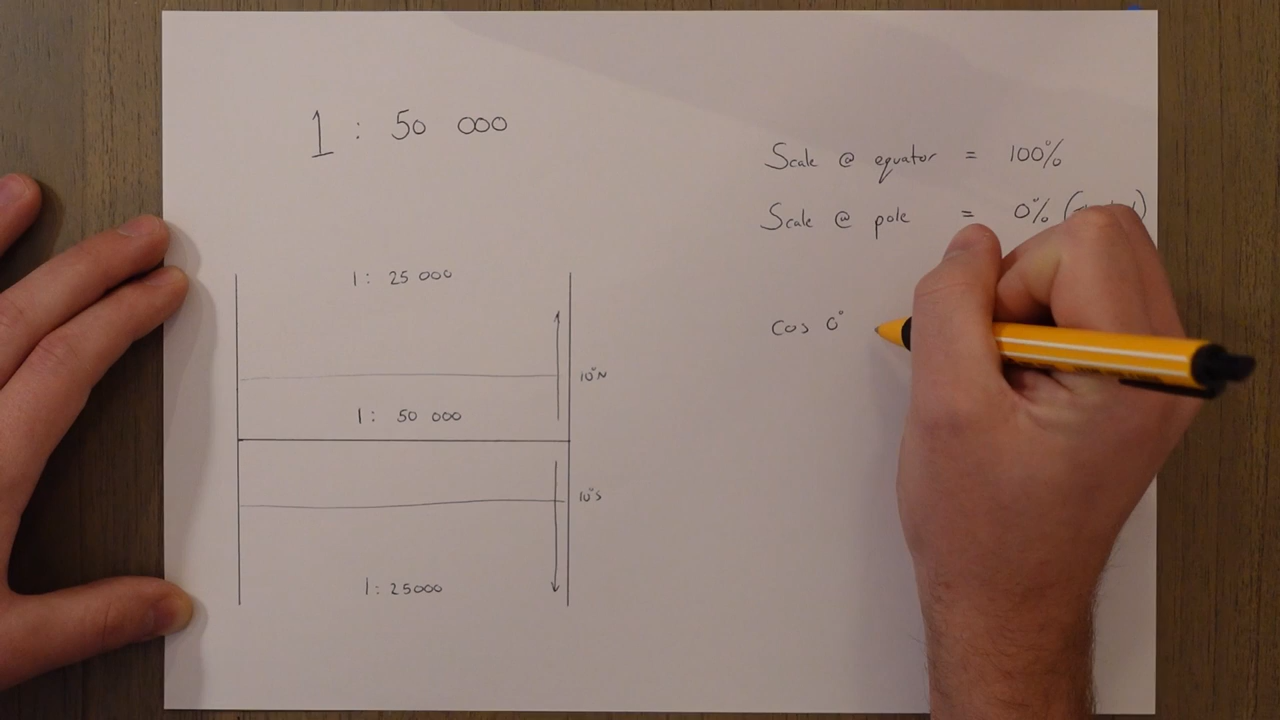 1 : 50 000
Scale @ equator = 100%
Scale @ pole = 0% (
1: 25 000
cos 0°
10°N
1: 50 000
10°S
1: 25000